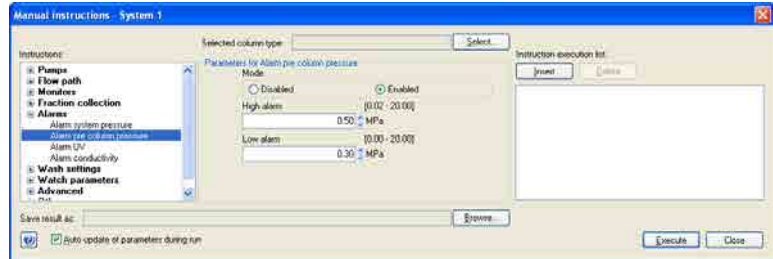 Manual instructions - System 1
Selected column type:
Select...
Instructions:
Pumps
Flow path
Monitors
Fraction collection
Alarms
Alarm system pressure
Alarm pre column pressure
Alarm UV
Alarm conductivity
Wash settings
Watch parameters
Advanced
Parameters for Alarm pre column pressure
Mode
Disabled Enabled
High alarm [0.02 - 20.00]
0.50 MPa
Low alarm [0.00 - 20.00]
0.30 MPa
Instruction execution list:
Insert Delete
Save result as:
Browse...
Auto update of parameters during run
Execute Close